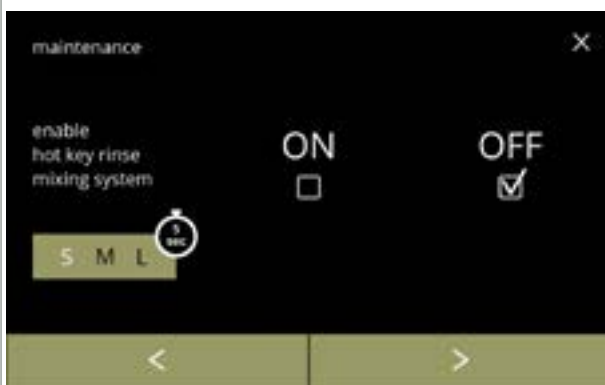 maintenance
enable
hot key rinse
mixing system
ON
OFF
5
sec
S M L
<
>